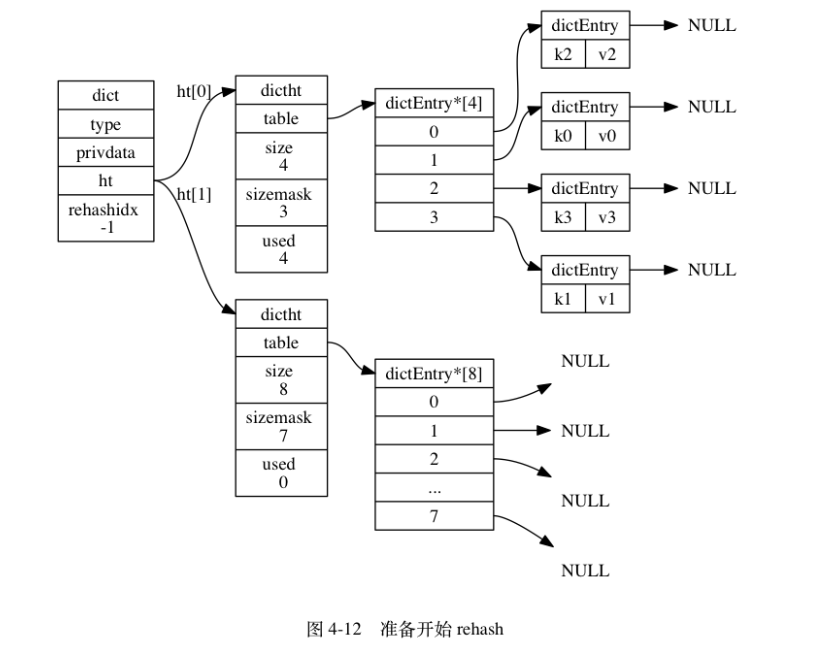 dict
type
privdata
ht
rehashidx
-1
ht[0]
ht[1]
dictht
table
size
4
sizemask
3
used
4
dictEntry*[4]
0
1
2
3
dictEntry
k2 v2
NULL
dictEntry
k0 v0
NULL
dictEntry
k3 v3
NULL
dictEntry
k1 v1
NULL
dictht
table
size
8
sizemask
7
used
0
dictEntry*[8]
0
1
2
...
7
NULL
NULL
NULL
NULL
图 4-12 准备开始 rehash